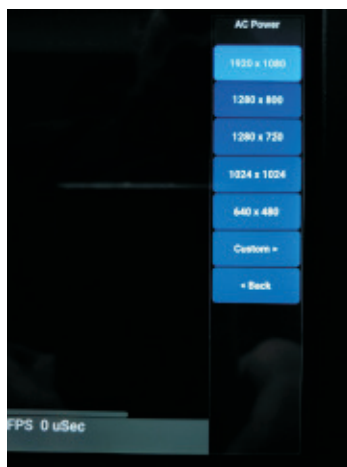 AC Power
1920 x 1080
1280 x 800
1280 x 720
1024 x 1024
640 x 480
Custom >
< Back
FPS 0 uSec